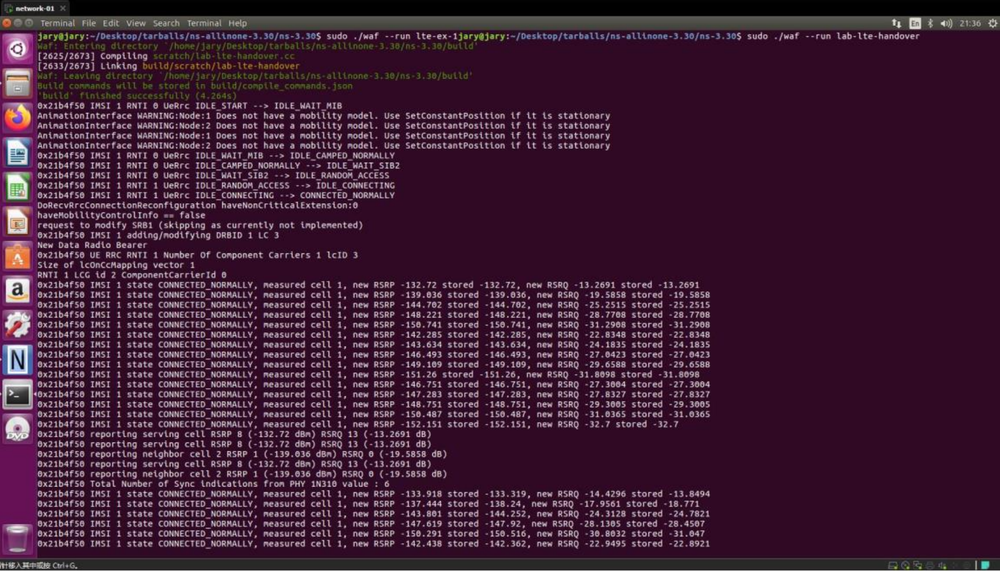 network-01
Terminal File Edit View Search Terminal Help
En
21:36
jary@jary:~/Desktop/tarballs/ns-allinone-3.30/ns-3.30$ sudo ./waf --run lte-ex-1jary@jary:~/Desktop/tarballs/ns-allinone-3.30/ns-3.30$ sudo ./waf --run lab-lte-handover
Waf: Entering directory `/home/jary/Desktop/tarballs/ns-allinone-3.30/ns-3.30/build'
[2625/2673] Compiling scratch/lab-lte-handover.cc
[2633/2673] Linking build/scratch/lab-lte-handover
Waf: Leaving directory `/home/jary/Desktop/tarballs/ns-allinone-3.30/ns-3.30/build'
Build commands will be stored in build/compile_commands.json
'build' finished successfully (4.264s)
0x21b4f50 IMSI 1 RNTI 0 UeRrc IDLE_START --> IDLE_WAIT_MIB
AnimationInterface WARNING:Node:1 Does not have a mobility model. Use SetConstantPosition if it is stationary
AnimationInterface WARNING:Node:2 Does not have a mobility model. Use SetConstantPosition if it is stationary
AnimationInterface WARNING:Node:1 Does not have a mobility model. Use SetConstantPosition if it is stationary
AnimationInterface WARNING:Node:2 Does not have a mobility model. Use SetConstantPosition if it is stationary
0x21b4f50 IMSI 1 RNTI 0 UeRrc IDLE_WAIT_MIB --> IDLE_CAMPED_NORMALLY
0x21b4f50 IMSI 1 RNTI 0 UeRrc IDLE_CAMPED_NORMALLY --> IDLE_WAIT_SIB2
0x21b4f50 IMSI 1 RNTI 0 UeRrc IDLE_WAIT_SIB2 --> IDLE_RANDOM_ACCESS
0x21b4f50 IMSI 1 RNTI 1 UeRrc IDLE_RANDOM_ACCESS --> IDLE_CONNECTING
0x21b4f50 IMSI 1 RNTI 1 UeRrc IDLE_CONNECTING --> CONNECTED_NORMALLY
DoRecvRrcConnectionReconfiguration haveNonCriticalExtension:0
haveMobilityControlInfo == false
request to modify SRB1 (skipping as currently not implemented)
0x21b4f50 IMSI 1 adding/modifying DRBID 1 LC 3
New Data Radio Bearer
0x21b4f50 UE RRC RNTI 1 Number Of Component Carriers 1 lcID 3
Size of lcOnCcMapping vector 1
RNTI 1 LCG id 2 ComponentCarrierId 0
0x21b4f50 IMSI 1 state CONNECTED_NORMALLY, measured cell 1, new RSRP -132.72 stored -132.72, new RSRQ -13.2691 stored -13.2691
0x21b4f50 IMSI 1 state CONNECTED_NORMALLY, measured cell 1, new RSRP -139.036 stored -139.036, new RSRQ -19.5858 stored -19.5858
0x21b4f50 IMSI 1 state CONNECTED_NORMALLY, measured cell 1, new RSRP -144.702 stored -144.702, new RSRQ -25.2515 stored -25.2515
0x21b4f50 IMSI 1 state CONNECTED_NORMALLY, measured cell 1, new RSRP -148.221 stored -148.221, new RSRQ -28.7708 stored -28.7708
0x21b4f50 IMSI 1 state CONNECTED_NORMALLY, measured cell 1, new RSRP -150.741 stored -150.741, new RSRQ -31.2908 stored -31.2908
0x21b4f50 IMSI 1 state CONNECTED_NORMALLY, measured cell 1, new RSRP -142.285 stored -142.285, new RSRQ -22.8348 stored -22.8348
0x21b4f50 IMSI 1 state CONNECTED_NORMALLY, measured cell 1, new RSRP -143.634 stored -143.634, new RSRQ -24.1835 stored -24.1835
0x21b4f50 IMSI 1 state CONNECTED_NORMALLY, measured cell 1, new RSRP -146.493 stored -146.493, new RSRQ -27.0423 stored -27.0423
0x21b4f50 IMSI 1 state CONNECTED_NORMALLY, measured cell 1, new RSRP -149.109 stored -149.109, new RSRQ -29.6588 stored -29.6588
0x21b4f50 IMSI 1 state CONNECTED_NORMALLY, measured cell 1, new RSRP -151.26 stored -151.26, new RSRQ -31.8098 stored -31.8098
0x21b4f50 IMSI 1 state CONNECTED_NORMALLY, measured cell 1, new RSRP -146.751 stored -146.751, new RSRQ -27.3004 stored -27.3004
0x21b4f50 IMSI 1 state CONNECTED_NORMALLY, measured cell 1, new RSRP -147.283 stored -147.283, new RSRQ -27.8327 stored -27.8327
0x21b4f50 IMSI 1 state CONNECTED_NORMALLY, measured cell 1, new RSRP -148.751 stored -148.751, new RSRQ -29.3005 stored -29.3005
0x21b4f50 IMSI 1 state CONNECTED_NORMALLY, measured cell 1, new RSRP -150.487 stored -150.487, new RSRQ -31.0365 stored -31.0365
0x21b4f50 IMSI 1 state CONNECTED_NORMALLY, measured cell 1, new RSRP -152.151 stored -152.151, new RSRQ -32.7 stored -32.7
0x21b4f50 reporting serving cell RSRP 8 (-132.72 dBm) RSRQ 13 (-13.2691 dB)
0x21b4f50 reporting serving cell RSRP 8 (-132.72 dBm) RSRQ 13 (-13.2691 dB)
0x21b4f50 reporting neighbor cell 2 RSRP 1 (-139.036 dBm) RSRQ 0 (-19.5858 dB)
0x21b4f50 reporting serving cell RSRP 8 (-132.72 dBm) RSRQ 13 (-13.2691 dB)
0x21b4f50 reporting neighbor cell 2 RSRP 1 (-139.036 dBm) RSRQ 0 (-19.5858 dB)
0x21b4f50 Total Number of Sync indications from PHY 1N310 value : 6
0x21b4f50 IMSI 1 state CONNECTED_NORMALLY, measured cell 1, new RSRP -133.918 stored -133.319, new RSRQ -14.4296 stored -13.8494
0x21b4f50 IMSI 1 state CONNECTED_NORMALLY, measured cell 1, new RSRP -137.444 stored -138.24, new RSRQ -17.9561 stored -18.771
0x21b4f50 IMSI 1 state CONNECTED_NORMALLY, measured cell 1, new RSRP -143.801 stored -144.252, new RSRQ -24.3128 stored -24.7821
0x21b4f50 IMSI 1 state CONNECTED_NORMALLY, measured cell 1, new RSRP -147.619 stored -147.92, new RSRQ -28.1305 stored -28.4507
0x21b4f50 IMSI 1 state CONNECTED_NORMALLY, measured cell 1, new RSRP -150.291 stored -150.516, new RSRQ -30.8032 stored -31.047
0x21b4f50 IMSI 1 state CONNECTED_NORMALLY, measured cell 1, new RSRP -142.438 stored -142.362, new RSRQ -22.9495 stored -22.8921
针移入其中或按 Ctrl+G。